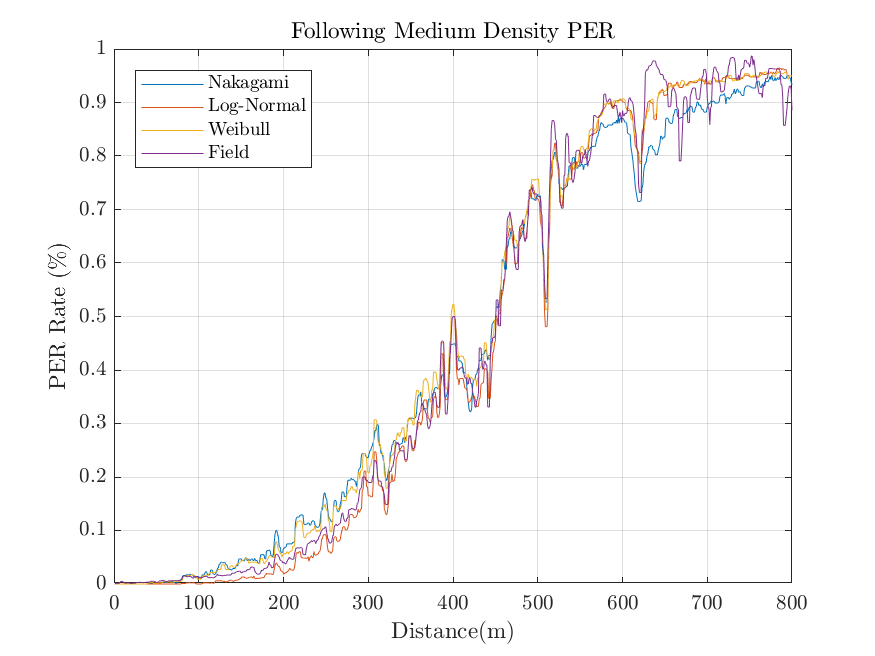 Following Medium Density PER
1
0.9
0.8
0.7
0.6
0.5
0.4
0.3
0.2
0.1
0
PER Rate (%)
Nakagami
Log-Normal
Weibull
Field
0 100 200 300 400 500 600 700 800
Distance(m)